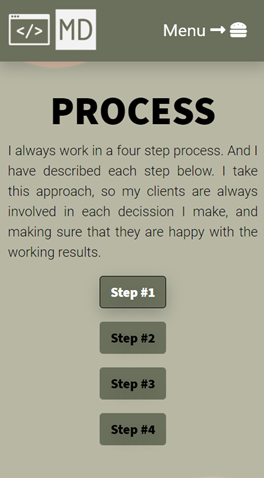 </> MD Menu
PROCESS
I always work in a four step process. And I
have described each step below. I take
this approach, so my clients are always
involved in each decission I make, and
making sure that they are happy with the
working results.
Step #1
Step #2
Step #3
Step #4